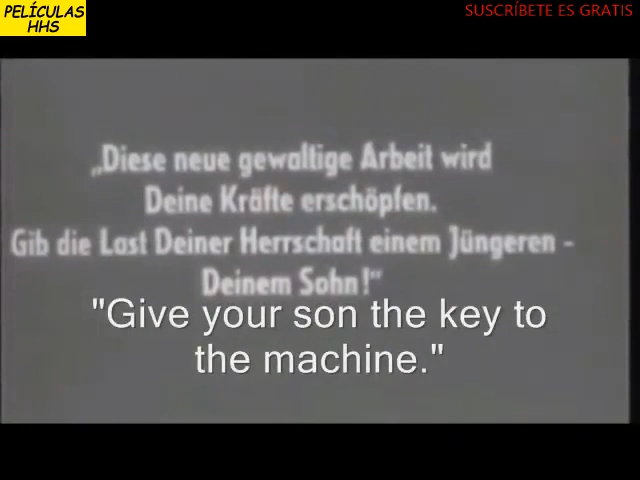 PELÍCULAS
HHS
SUSCRÍBETE ES GRATIS
„Diese neue gewaltige Arbeit wird
Deine Kräfte erschöpfen.
Gib die Last Deiner Herrschaft einem Jüngeren -
Deinem Sohn!“
"Give your son the key to
the machine."